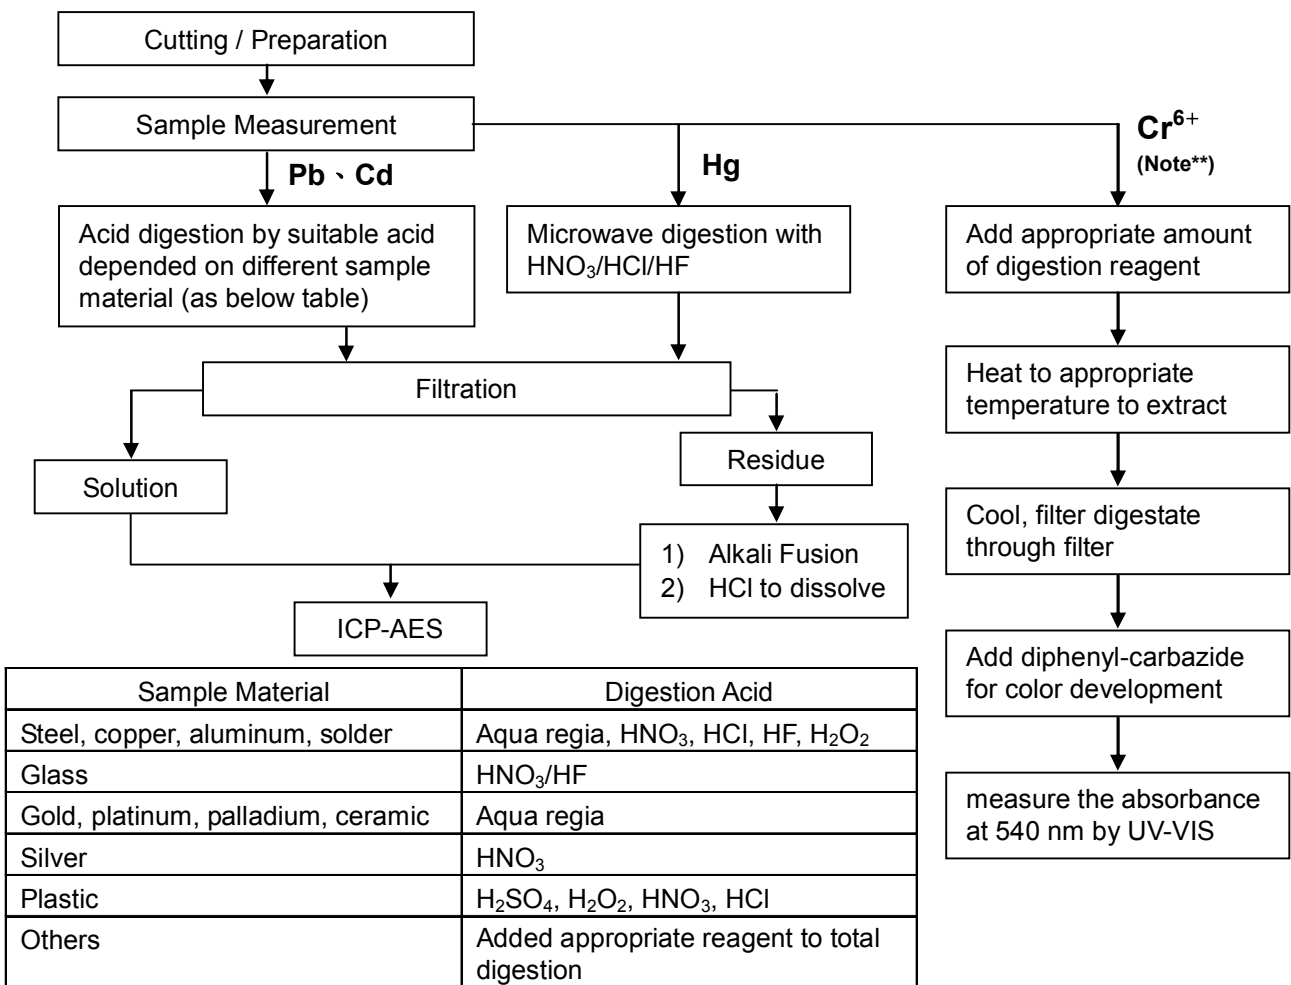 Cutting / Preparation
Sample Measurement
Pb、Cd
Hg
Cr⁶⁺
(Note**)
Acid digestion by suitable acid
depended on different sample
material (as below table)
Microwave digestion with
HNO₃/HCl/HF
Add appropriate amount
of digestion reagent
Filtration
Heat to appropriate
temperature to extract
Solution
Residue
1) Alkali Fusion
2) HCl to dissolve
Cool, filter digestate
through filter
ICP-AES
Add diphenyl-carbazide
for color development
measure the absorbance
at 540 nm by UV-VIS
Sample Material Digestion Acid
Steel, copper, aluminum, solder Aqua regia, HNO₃, HCl, HF, H₂O₂
Glass HNO₃/HF
Gold, platinum, palladium, ceramic Aqua regia
Silver HNO₃
Plastic H₂SO₄, H₂O₂, HNO₃, HCl
Others Added appropriate reagent to total
digestion